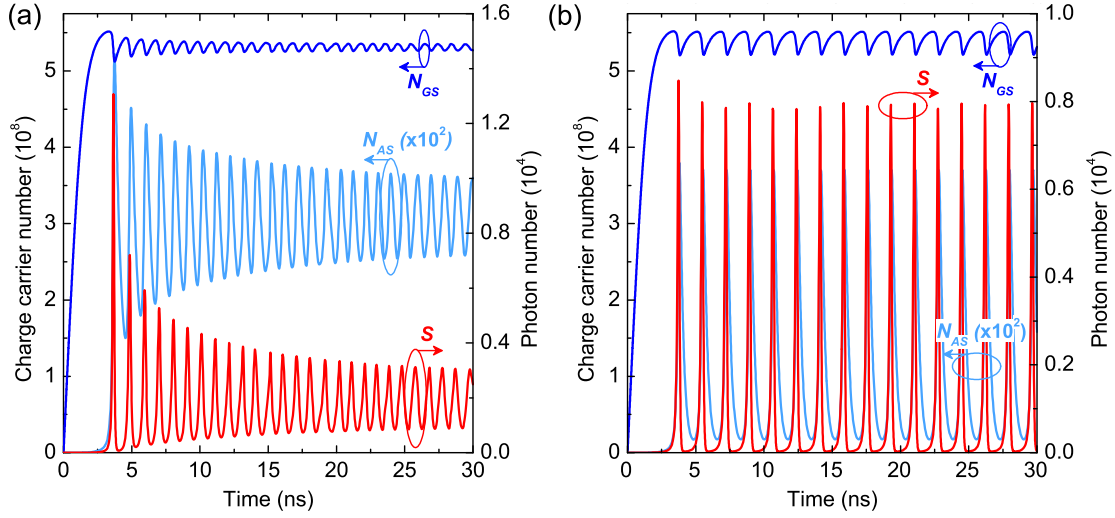 (a)
Charge carrier number (10⁸)
0
1
2
3
4
5
N_GS
N_AS (x10²)
S
0.0
0.4
0.8
1.2
1.6
Photon number (10⁴)
0
5
10
15
20
25
30
Time (ns)
(b)
Charge carrier number (10⁸)
0
1
2
3
4
5
S
N_GS
N_AS (x10²)
0.0
0.2
0.4
0.6
0.8
1.0
Photon number (10⁴)
0
5
10
15
20
25
30
Time (ns)